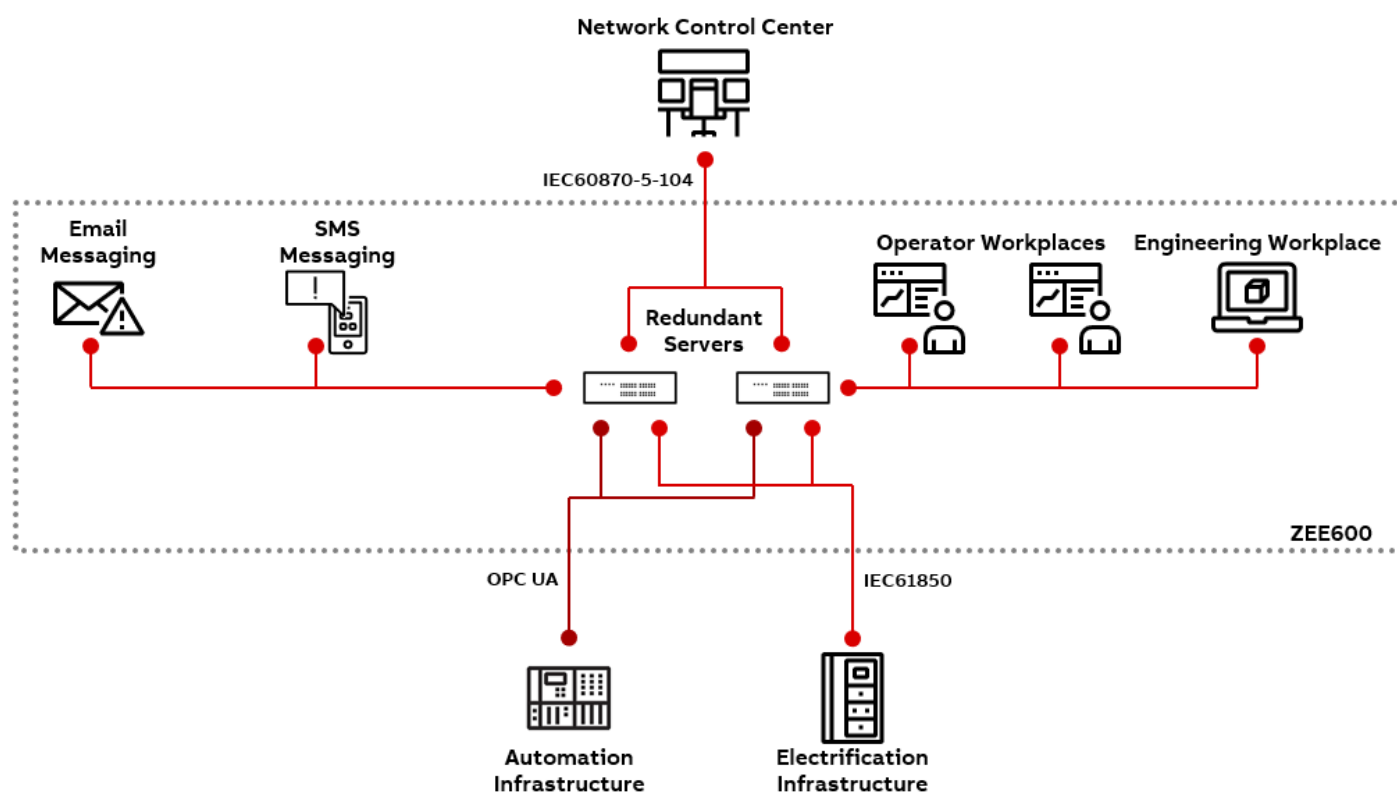 Network Control Center
IEC60870-5-104
Email
Messaging
SMS
Messaging
!
Operator Workplaces
Engineering Workplace
Redundant
Servers
ZEE600
OPC UA
IEC61850
Automation
Infrastructure
Electrification
Infrastructure